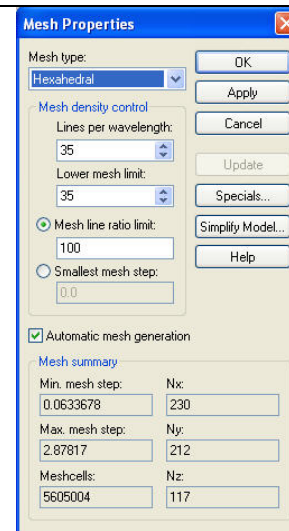 Mesh Properties
Mesh type:
Hexahedral
OK
Apply
Cancel
Update
Specials...
Simplify Model...
Help
Mesh density control
Lines per wavelength:
35
Lower mesh limit:
35
Mesh line ratio limit:
100
Smallest mesh step:
0.0
Automatic mesh generation
Mesh summary
Min. mesh step:
Nx:
0.0633678
230
Max. mesh step:
Ny:
2.87817
212
Meshcells:
Nz:
5605004
117